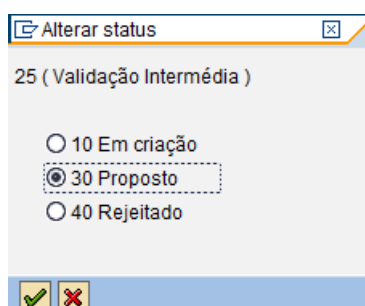 Alterar status
25 ( Validação Intermédia )
10 Em criação
30 Proposto
40 Rejeitado